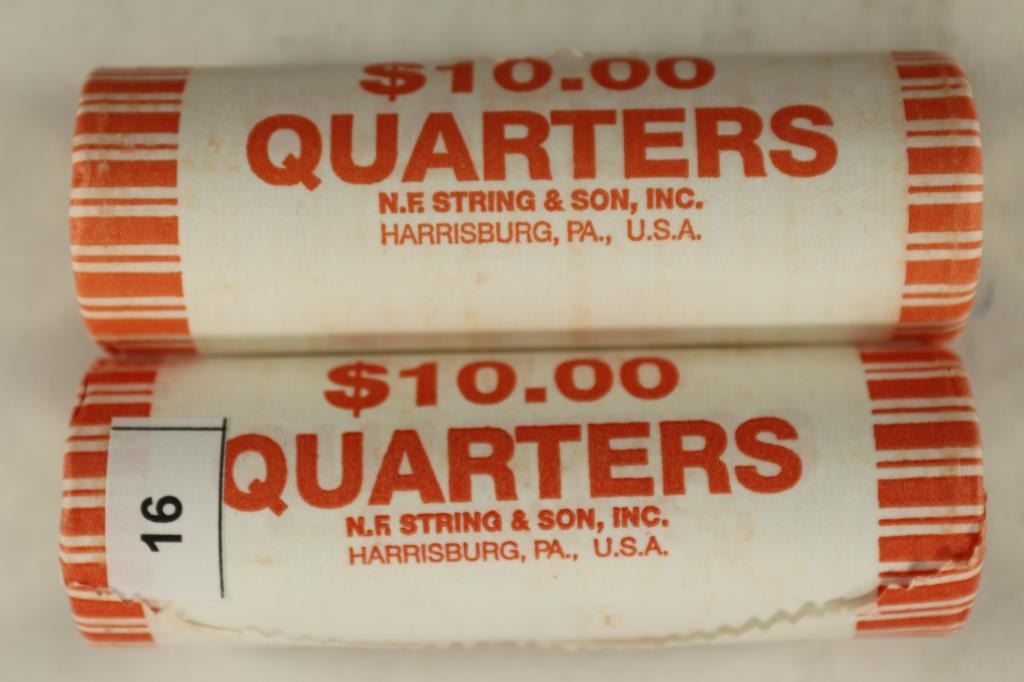 $10.00
QUARTERS
N.F. STRING & SON, INC.
HARRISBURG, PA., U.S.A.
$10.00
QUARTERS
N.F. STRING & SON, INC.
HARRISBURG, PA., U.S.A.
16